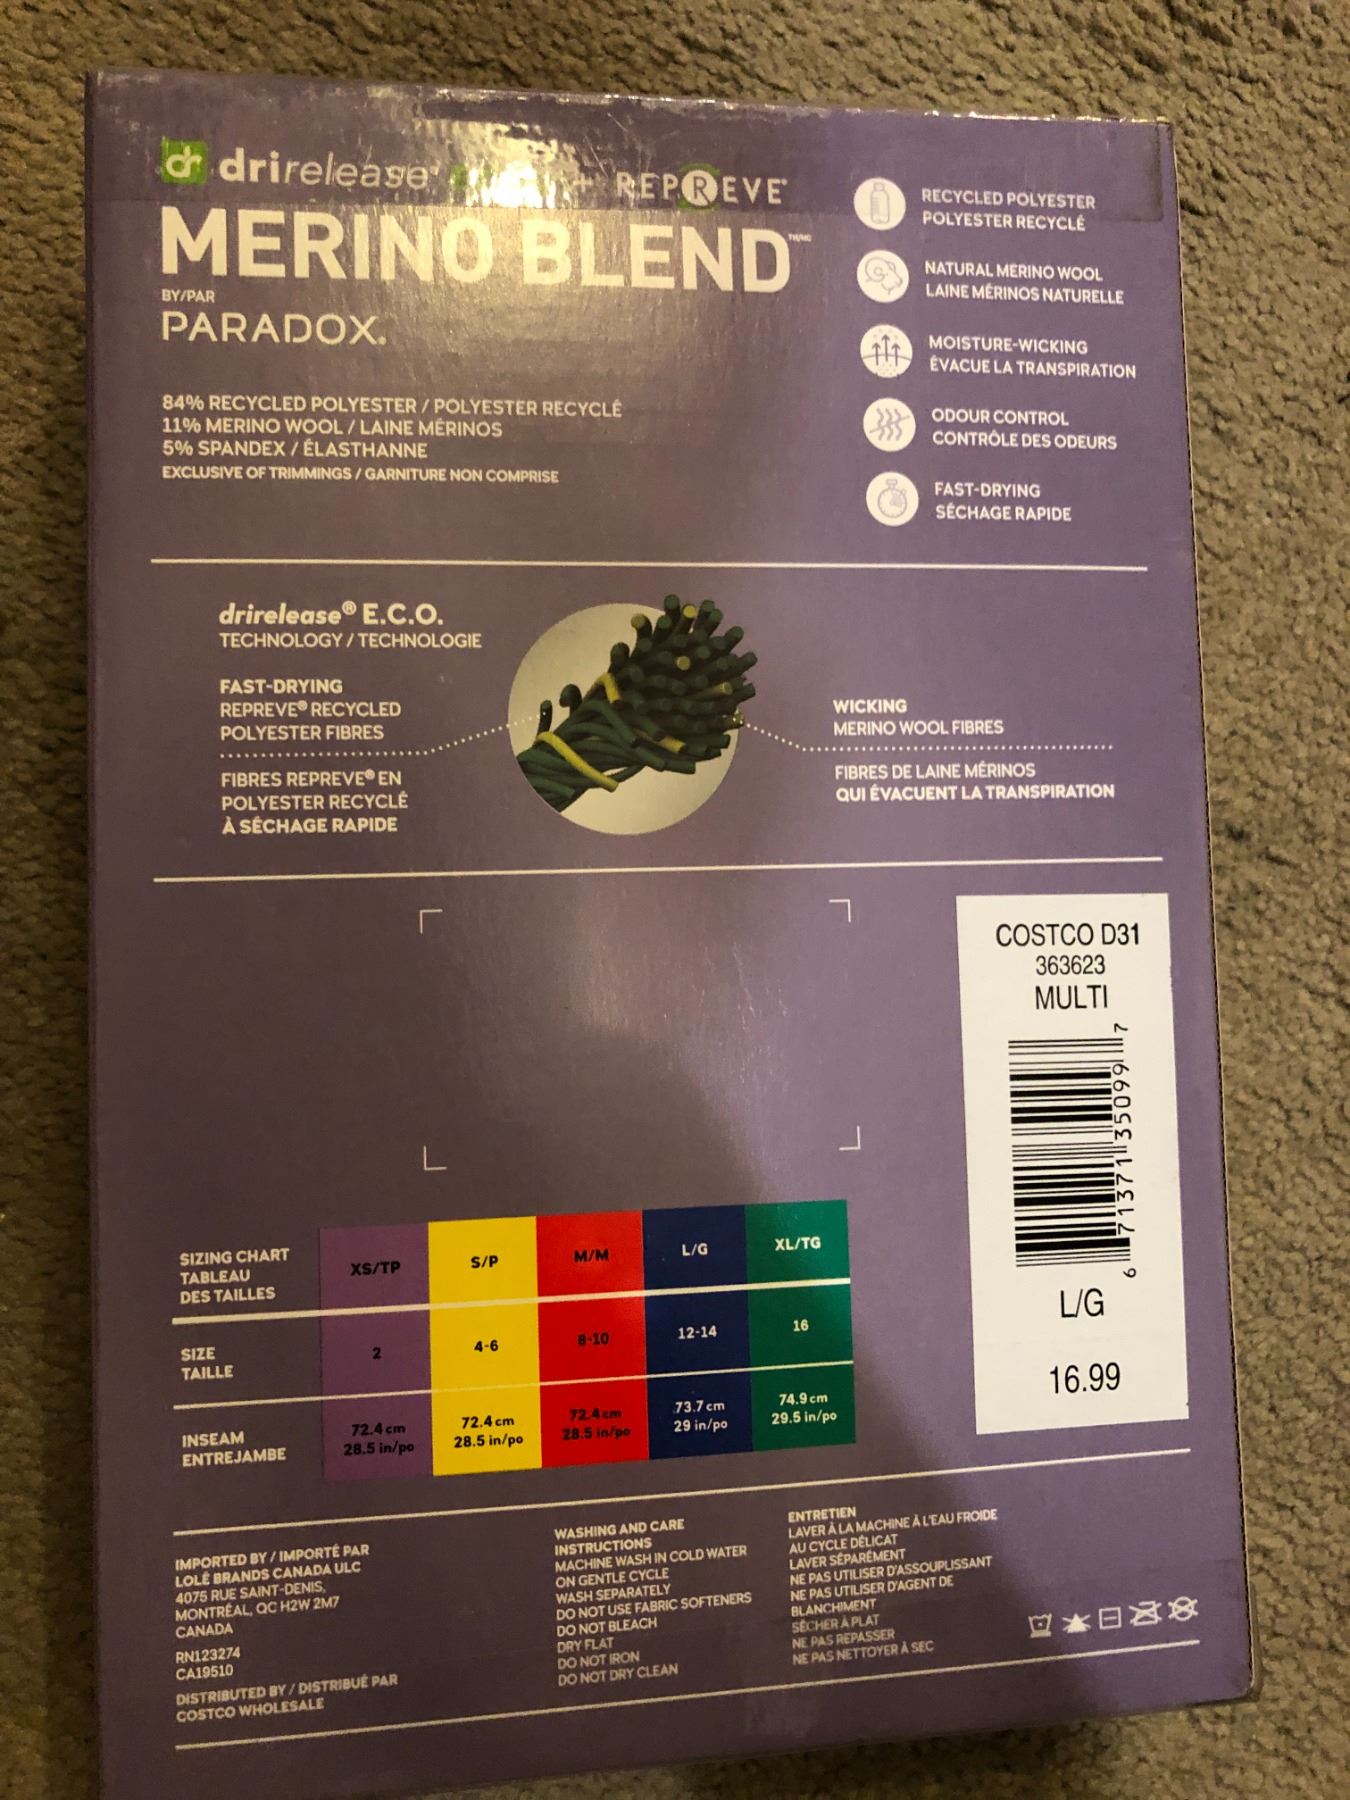 dr drirelease® + REPREVE®
MERINO BLEND
BY/PAR
PARADOX®
84% RECYCLED POLYESTER / POLYESTER RECYCLÉ
11% MERINO WOOL / LAINE MÉRINOS
5% SPANDEX / ÉLASTHANNE
EXCLUSIVE OF TRIMMINGS / GARNITURE NON COMPRISE
RECYCLED POLYESTER
POLYESTER RECYCLÉ
NATURAL MERINO WOOL
LAINE MÉRINOS NATURELLE
MOISTURE-WICKING
ÉVACUE LA TRANSPIRATION
ODOUR CONTROL
CONTRÔLE DES ODEURS
FAST-DRYING
SÉCHAGE RAPIDE
drirelease® E.C.O.
TECHNOLOGY / TECHNOLOGIE
FAST-DRYING
REPREVE® RECYCLED
POLYESTER FIBRES
FIBRES REPREVE® EN
POLYESTER RECYCLÉ
À SÉCHAGE RAPIDE
WICKING
MERINO WOOL FIBRES
FIBRES DE LAINE MÉRINOS
QUI ÉVACUENT LA TRANSPIRATION
COSTCO D31
363623
MULTI
6 71371 35099 7
L/G
16.99
SIZING CHART
TABLEAU
DES TAILLES
XS/TP S/P M/M L/G XL/TG
SIZE
TAILLE
2 4-6 8-10 12-14 16
INSEAM
ENTREJAMBE
72.4 cm 72.4 cm 72.4 cm 73.7 cm 74.9 cm
28.5 in/po 28.5 in/po 28.5 in/po 29 in/po 29.5 in/po
IMPORTED BY / IMPORTÉ PAR
LOLË BRANDS CANADA ULC
4075 RUE SAINT-DENIS,
MONTRÉAL, QC H2W 2M7
CANADA
RN123274
CA19510
DISTRIBUTED BY / DISTRIBUÉ PAR
COSTCO WHOLESALE
WASHING AND CARE
INSTRUCTIONS
MACHINE WASH IN COLD WATER
ON GENTLE CYCLE
WASH SEPARATELY
DO NOT USE FABRIC SOFTENERS
DO NOT BLEACH
DRY FLAT
DO NOT IRON
DO NOT DRY CLEAN
ENTRETIEN
LAVER À LA MACHINE À L'EAU FROIDE
AU CYCLE DÉLICAT
LAVER SÉPARÉMENT
NE PAS UTILISER D'ASSOUPLISSANT
NE PAS UTILISER D'AGENT DE
BLANCHIMENT
SÉCHER À PLAT
NE PAS REPASSER
NE PAS NETTOYER À SEC